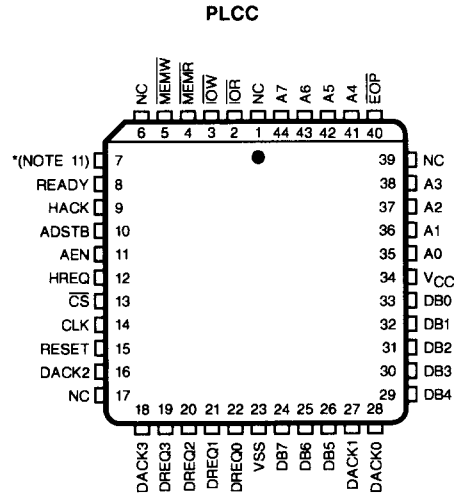 PLCC
NC MEMW MEMR IOW IOR NC A7 A6 A5 A4 EOP
6 5 4 3 2 1 44 43 42 41 40
*(NOTE 11) 7 39 NC
READY 8 38 A3
HACK 9 37 A2
ADSTB 10 36 A1
AEN 11 35 A0
HREQ 12 34 VCC
CS 13 33 DB0
CLK 14 32 DB1
RESET 15 31 DB2
DACK2 16 30 DB3
NC 17 29 DB4
18 19 20 21 22 23 24 25 26 27 28
DACK3 DREQ3 DREQ2 DREQ1 DREQ0 VSS DB7 DB6 DB5 DACK1 DACK0